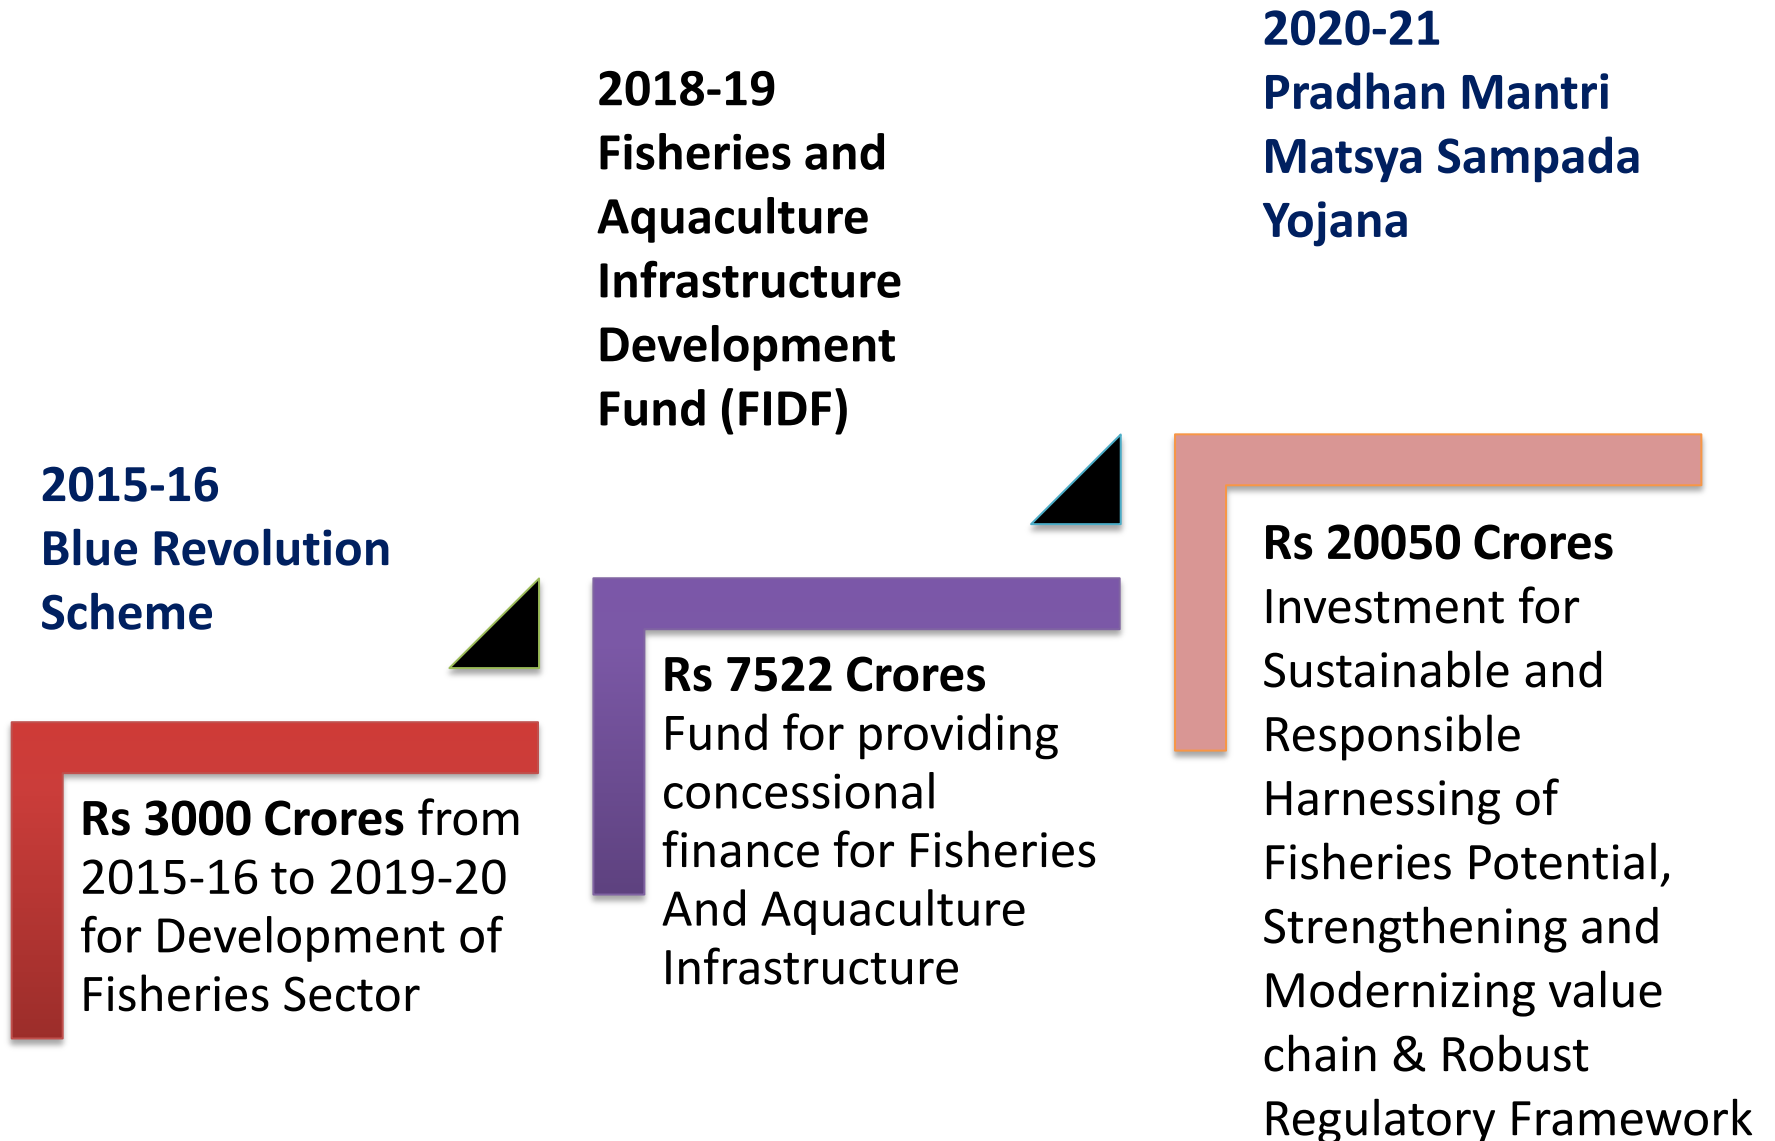 2015-16
Blue Revolution
Scheme
Rs 3000 Crores from
2015-16 to 2019-20
for Development of
Fisheries Sector
2018-19
Fisheries and
Aquaculture
Infrastructure
Development
Fund (FIDF)
Rs 7522 Crores
Fund for providing
concessional
finance for Fisheries
And Aquaculture
Infrastructure
2020-21
Pradhan Mantri
Matsya Sampada
Yojana
Rs 20050 Crores
Investment for
Sustainable and
Responsible
Harnessing of
Fisheries Potential,
Strengthening and
Modernizing value
chain & Robust
Regulatory Framework